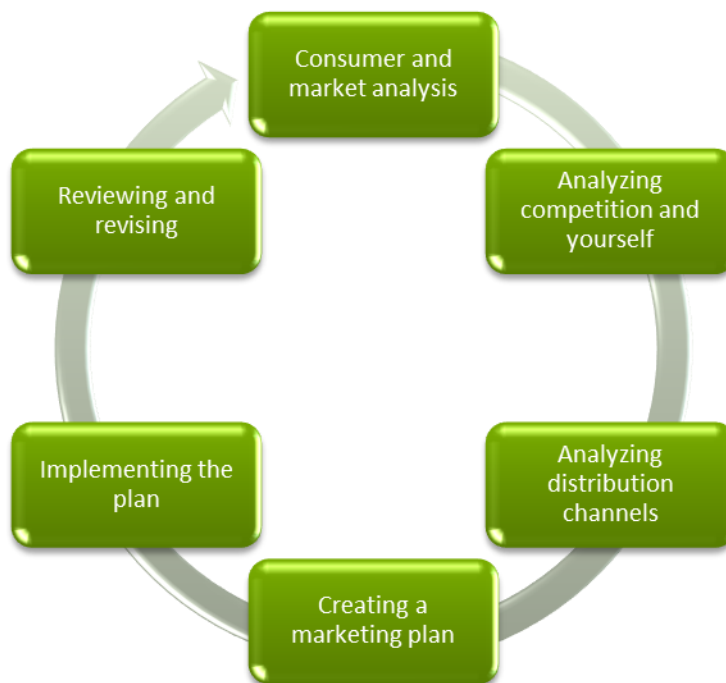 Consumer and
market analysis
Analyzing
competition and
yourself
Analyzing
distribution
channels
Creating a
marketing plan
Implementing the
plan
Reviewing and
revising